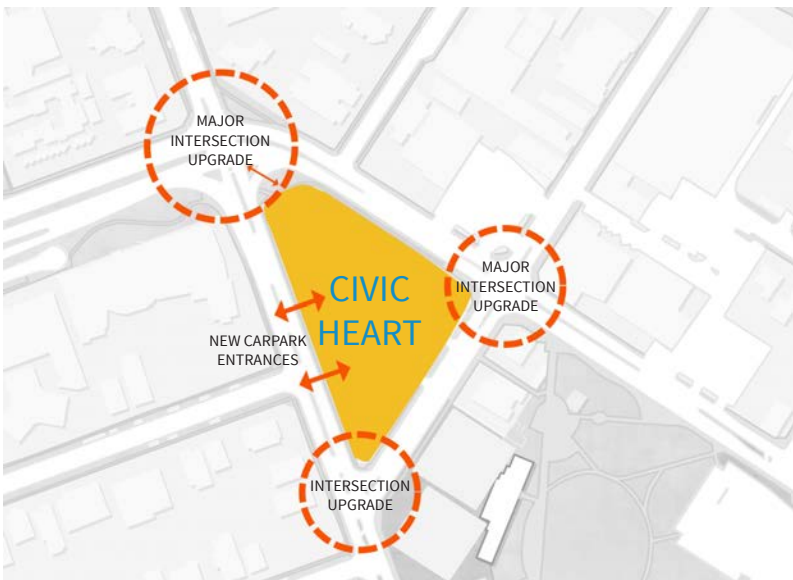 MAJOR
INTERSECTION
UPGRADE
MAJOR
INTERSECTION
UPGRADE
CIVIC
HEART
NEW CARPARK
ENTRANCES
INTERSECTION
UPGRADE